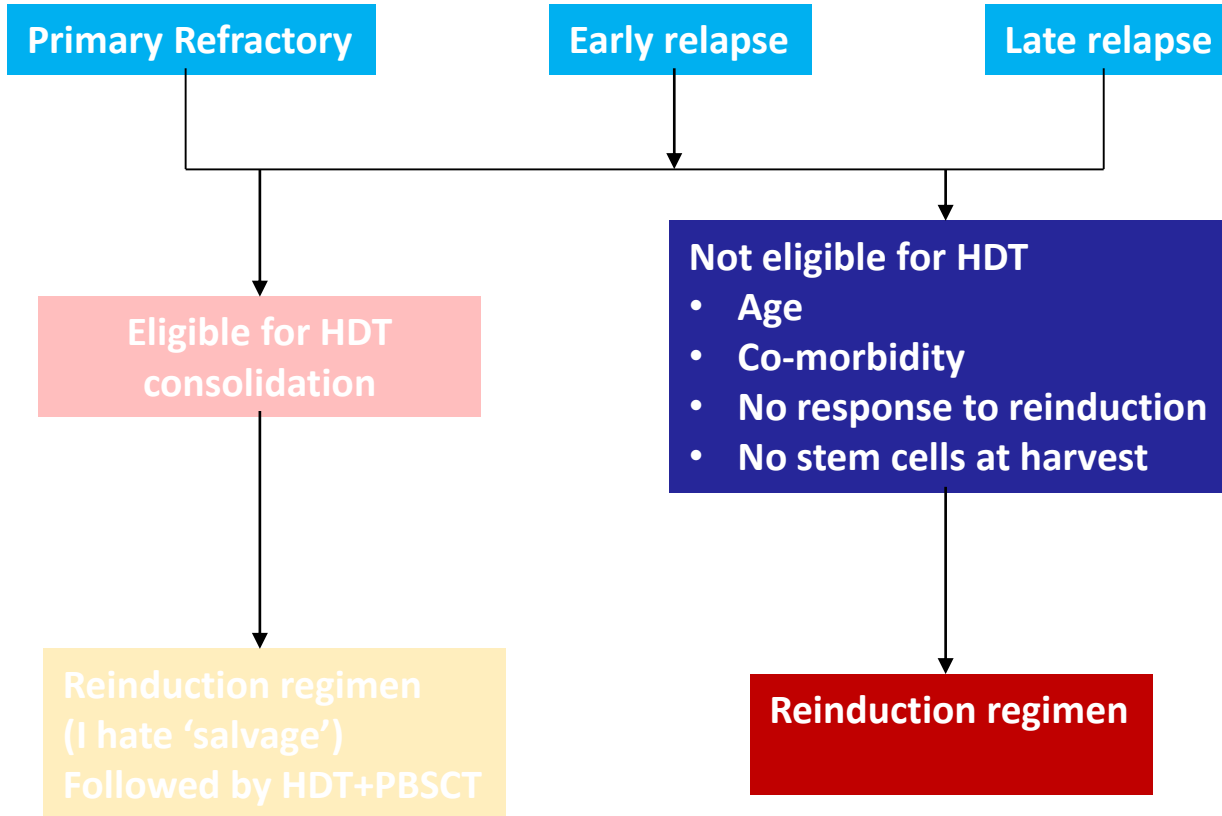 Primary Refractory
Early relapse
Late relapse
Eligible for HDT
consolidation
Not eligible for HDT
• Age
• Co-morbidity
• No response to reinduction
• No stem cells at harvest
Reinduction regimen
(I hate ‘salvage’)
Followed by HDT+PBSCT
Reinduction regimen